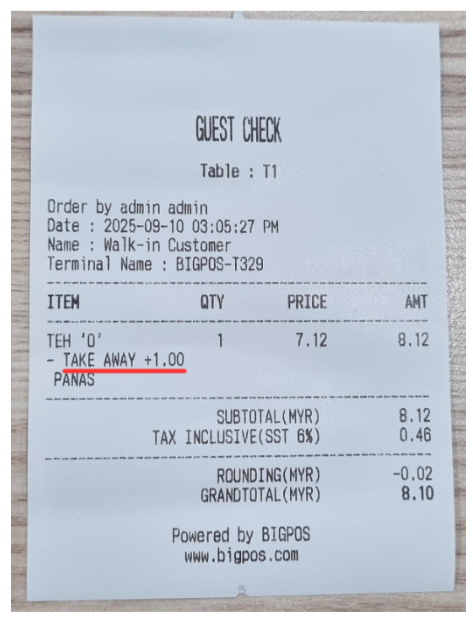 GUEST CHECK
Table : T1
Order by admin admin
Date : 2025-09-10 03:05:27 PM
Name : Walk-in Customer
Terminal Name : BIGPOS-T329
ITEM QTY PRICE AMT
TEH 'O' 1 7.12 8.12
- TAKE AWAY +1.00
PANAS
SUBTOTAL(MYR) 8.12
TAX INCLUSIVE(SST 6%) 0.46
ROUNDING(MYR) -0.02
GRANDTOTAL(MYR) 8.10
Powered by BIGPOS
www.bigpos.com